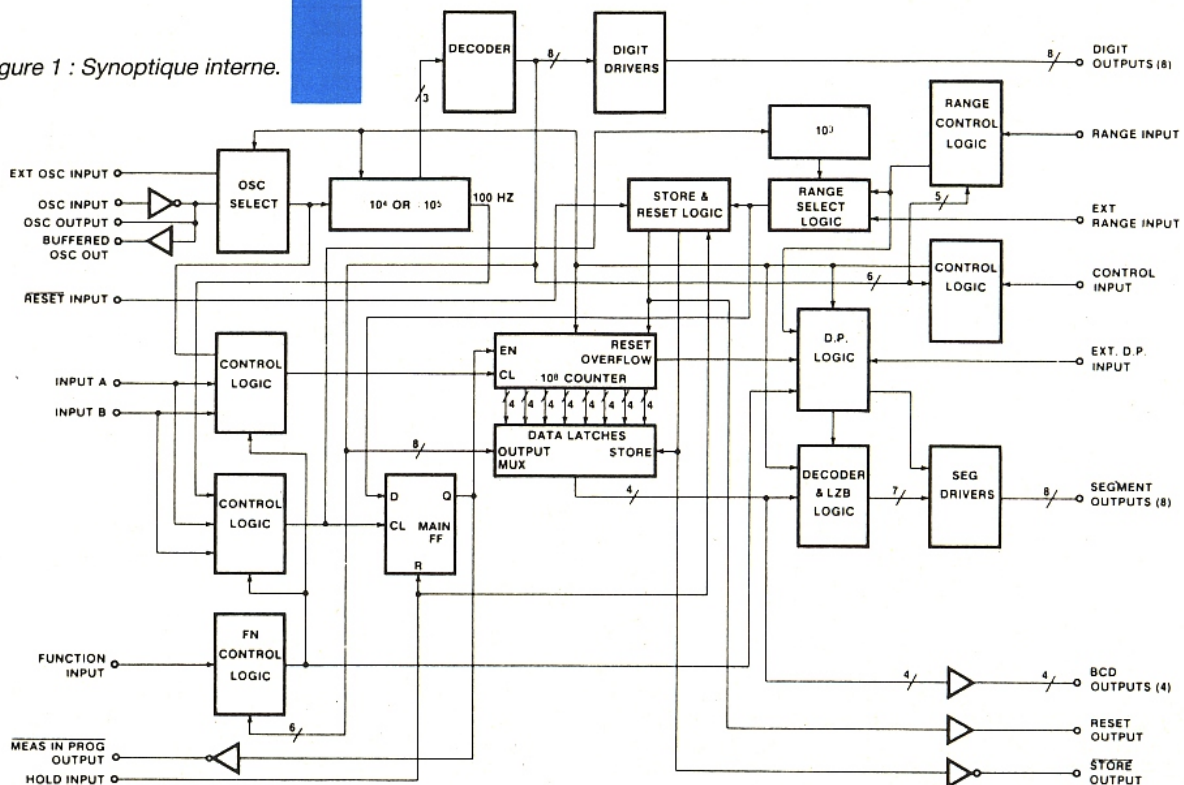 gure 1 : Synoptique interne.
DECODER
8
DIGIT
DRIVERS
8
DIGIT
OUTPUTS (8)
3
RANGE
CONTROL
LOGIC
RANGE INPUT
10³
EXT OSC INPUT
OSC
SELECT
OSC INPUT
OSC OUTPUT
BUFFERED
OSC OUT
10⁴ OR 10⁵
100 HZ
STORE &
RESET LOGIC
RANGE
SELECT
LOGIC
5
EXT
RANGE INPUT
RESET INPUT
6
CONTROL
LOGIC
CONTROL
INPUT
CONTROL
LOGIC
INPUT A
INPUT B
EN
RESET
OVERFLOW
CL
10⁸ COUNTER
D.P.
LOGIC
EXT. D.P.
INPUT
4 4 4 4 4 4 4 4
8
DATA LATCHES
OUTPUT
MUX
STORE
4
DECODER
& LZB
LOGIC
7
SEG
DRIVERS
8
SEGMENT
OUTPUTS (8)
CONTROL
LOGIC
D
Q
CL
MAIN
FF
R
FUNCTION
INPUT
FN
CONTROL
LOGIC
6
4
4
BCD
OUTPUTS (4)
RESET
OUTPUT
STORE
OUTPUT
MEAS IN PROG
OUTPUT
HOLD INPUT